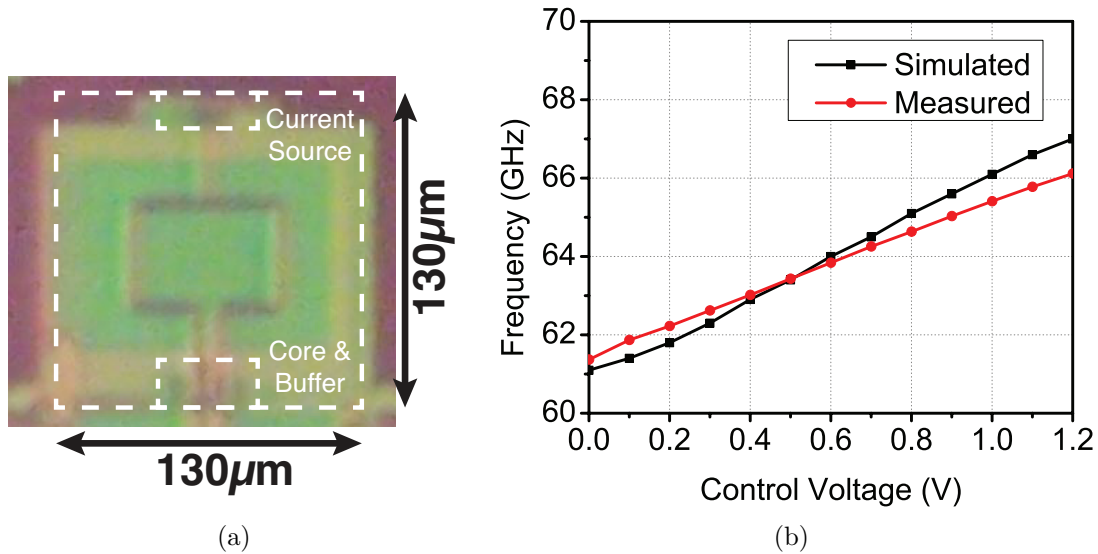 Current
Source
Core &
Buffer
130µm
130µm
(a)
70
68
66
64
62
60
0.0 0.2 0.4 0.6 0.8 1.0 1.2
Frequency (GHz)
Control Voltage (V)
Simulated
Measured
(b)